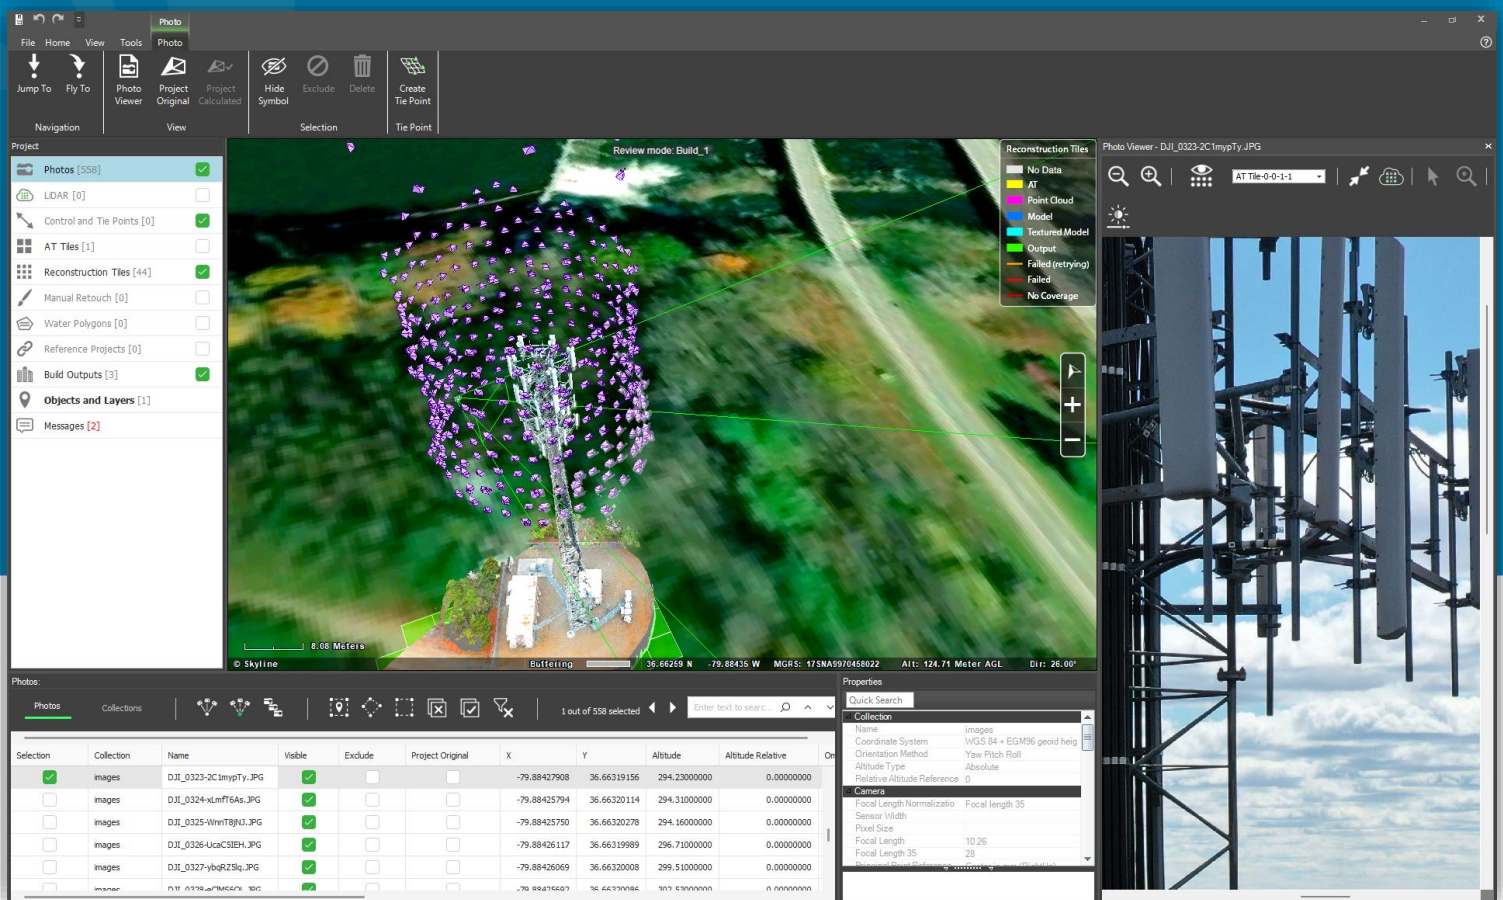 Photo
File Home View Tools Photo
Jump To
Fly To
Photo Viewer
Project Original
Project Calculated
Hide Symbol
Exclude
Delete
Create Tie Point
Navigation
View
Selection
Tie Point
Project
Photos [558]
LiDAR [0]
Control and Tie Points [0]
AT Tiles [1]
Reconstruction Tiles [44]
Manual Retouch [0]
Water Polygons [0]
Reference Projects [0]
Build Outputs [3]
Objects and Layers [1]
Messages [2]
Review mode: Build_1
Reconstruction Tiles
No Data
AT
Point Cloud
Model
Textured Model
Output
Failed (retrying)
Failed
No Coverage
8.08 Meters
© Skyline
Buffering
36.66259 N -79.88435 W MGRS: 17SNA9970458022 Alt: 124.71 Meter AGL Dir: 26.00°
Photo Viewer - DJI_0323-2C1mypTy.JPG
AT Tile-0-0-1-1
Photos:
Photos
Collections
1 out of 558 selected
Enter text to searc...
Selection Collection Name Visible Exclude Project Original X Y Altitude Altitude Relative Om
images DJI_0323-2C1mypTy.JPG -79.88427908 36.66319156 294.23000000 0.00000000
images DJI_0324-xLmfT6As.JPG -79.88425794 36.66320114 294.31000000 0.00000000
images DJI_0325-WnnT8jNJ.JPG -79.88425750 36.66320278 294.16000000 0.00000000
images DJI_0326-UcaC5IEH.JPG -79.88426117 36.66319989 296.71000000 0.00000000
images DJI_0327-ybqRZ5lq.JPG -79.88426069 36.66320008 299.51000000 0.00000000
images -79.88425692 36.66320086 302.53000000 0.00000000
Properties
Quick Search
Collection
Name images
Coordinate System WGS 84 + EGM96 geoid heig
Orientation Method Yaw Pitch Roll
Altitude Type Absolute
Relative Altitude Reference 0
Camera
Focal Length Normalizatio Focal length 35
Sensor Width
Pixel Size
Focal Length 10.26
Focal Length 35 28